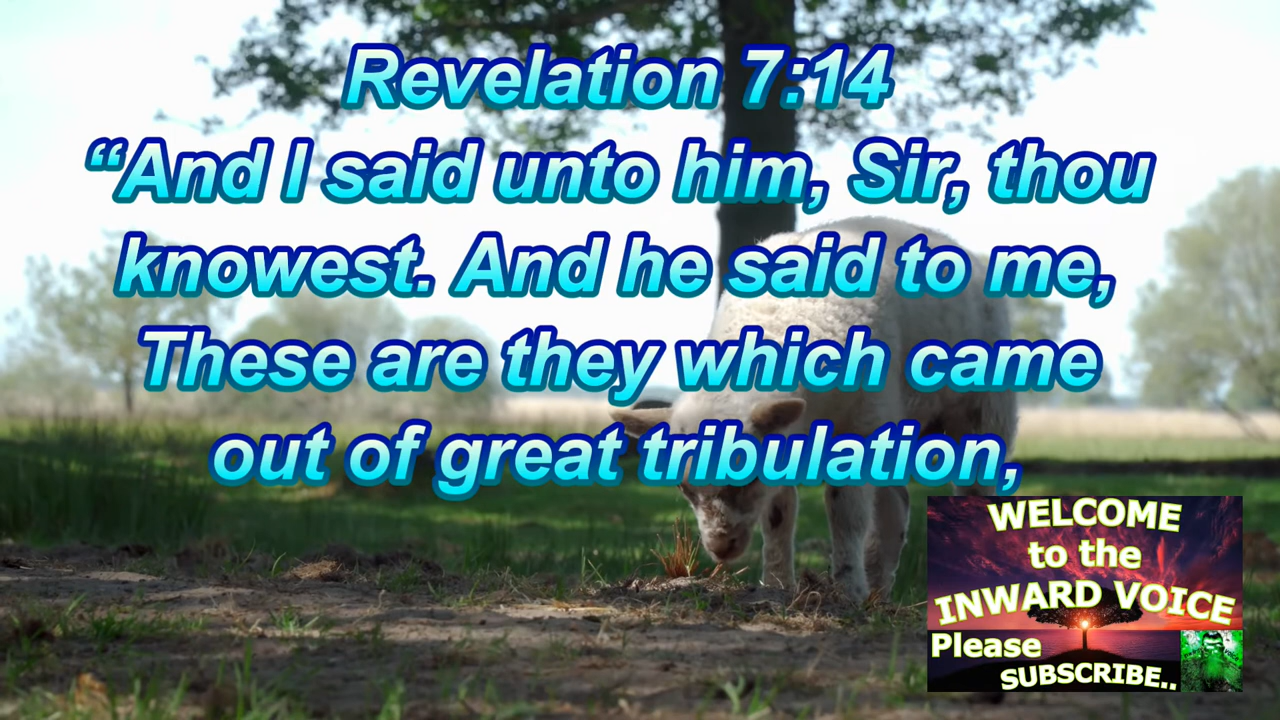 Revelation 7:14
“And I said unto him, Sir, thou
knowest. And he said to me,
These are they which came
out of great tribulation,
WELCOME
to the
INWARD VOICE
Please
SUBSCRIBE..